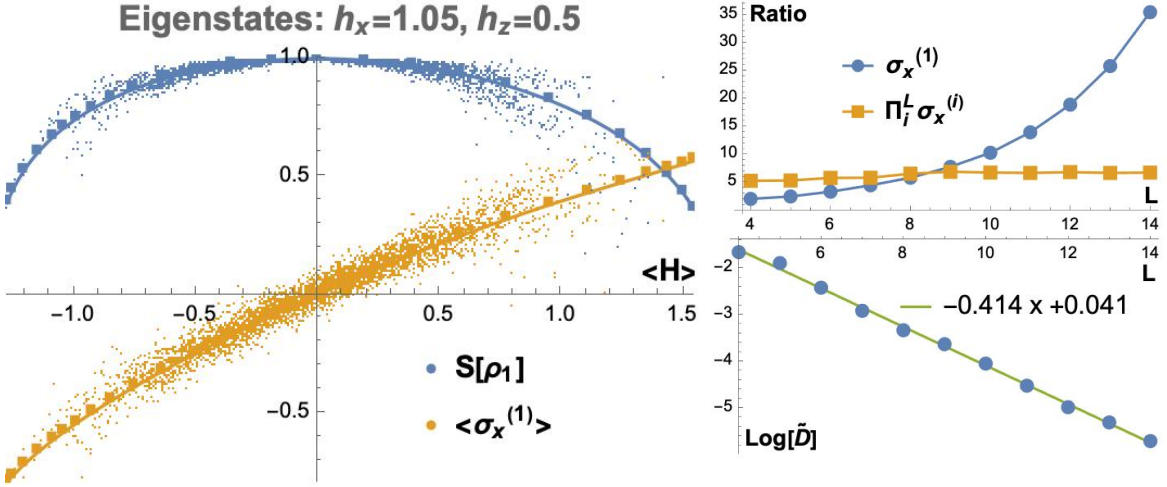 Eigenstates: hₓ=1.05, h_z=0.5
1.0
0.5
-0.5
-1.0 -0.5 0.5 1.0 1.5
<H>
S[ρ₁]
<σₓ⁽¹⁾>
Ratio
35
30
25
20
15
10
5
σₓ⁽¹⁾
Πᵢᴸ σₓ⁽ⁱ⁾
L
4 6 8 10 12 14
6 8 10 12 14
L
-2
-3
-4
-5
−0.414 x +0.041
Log[D̃]